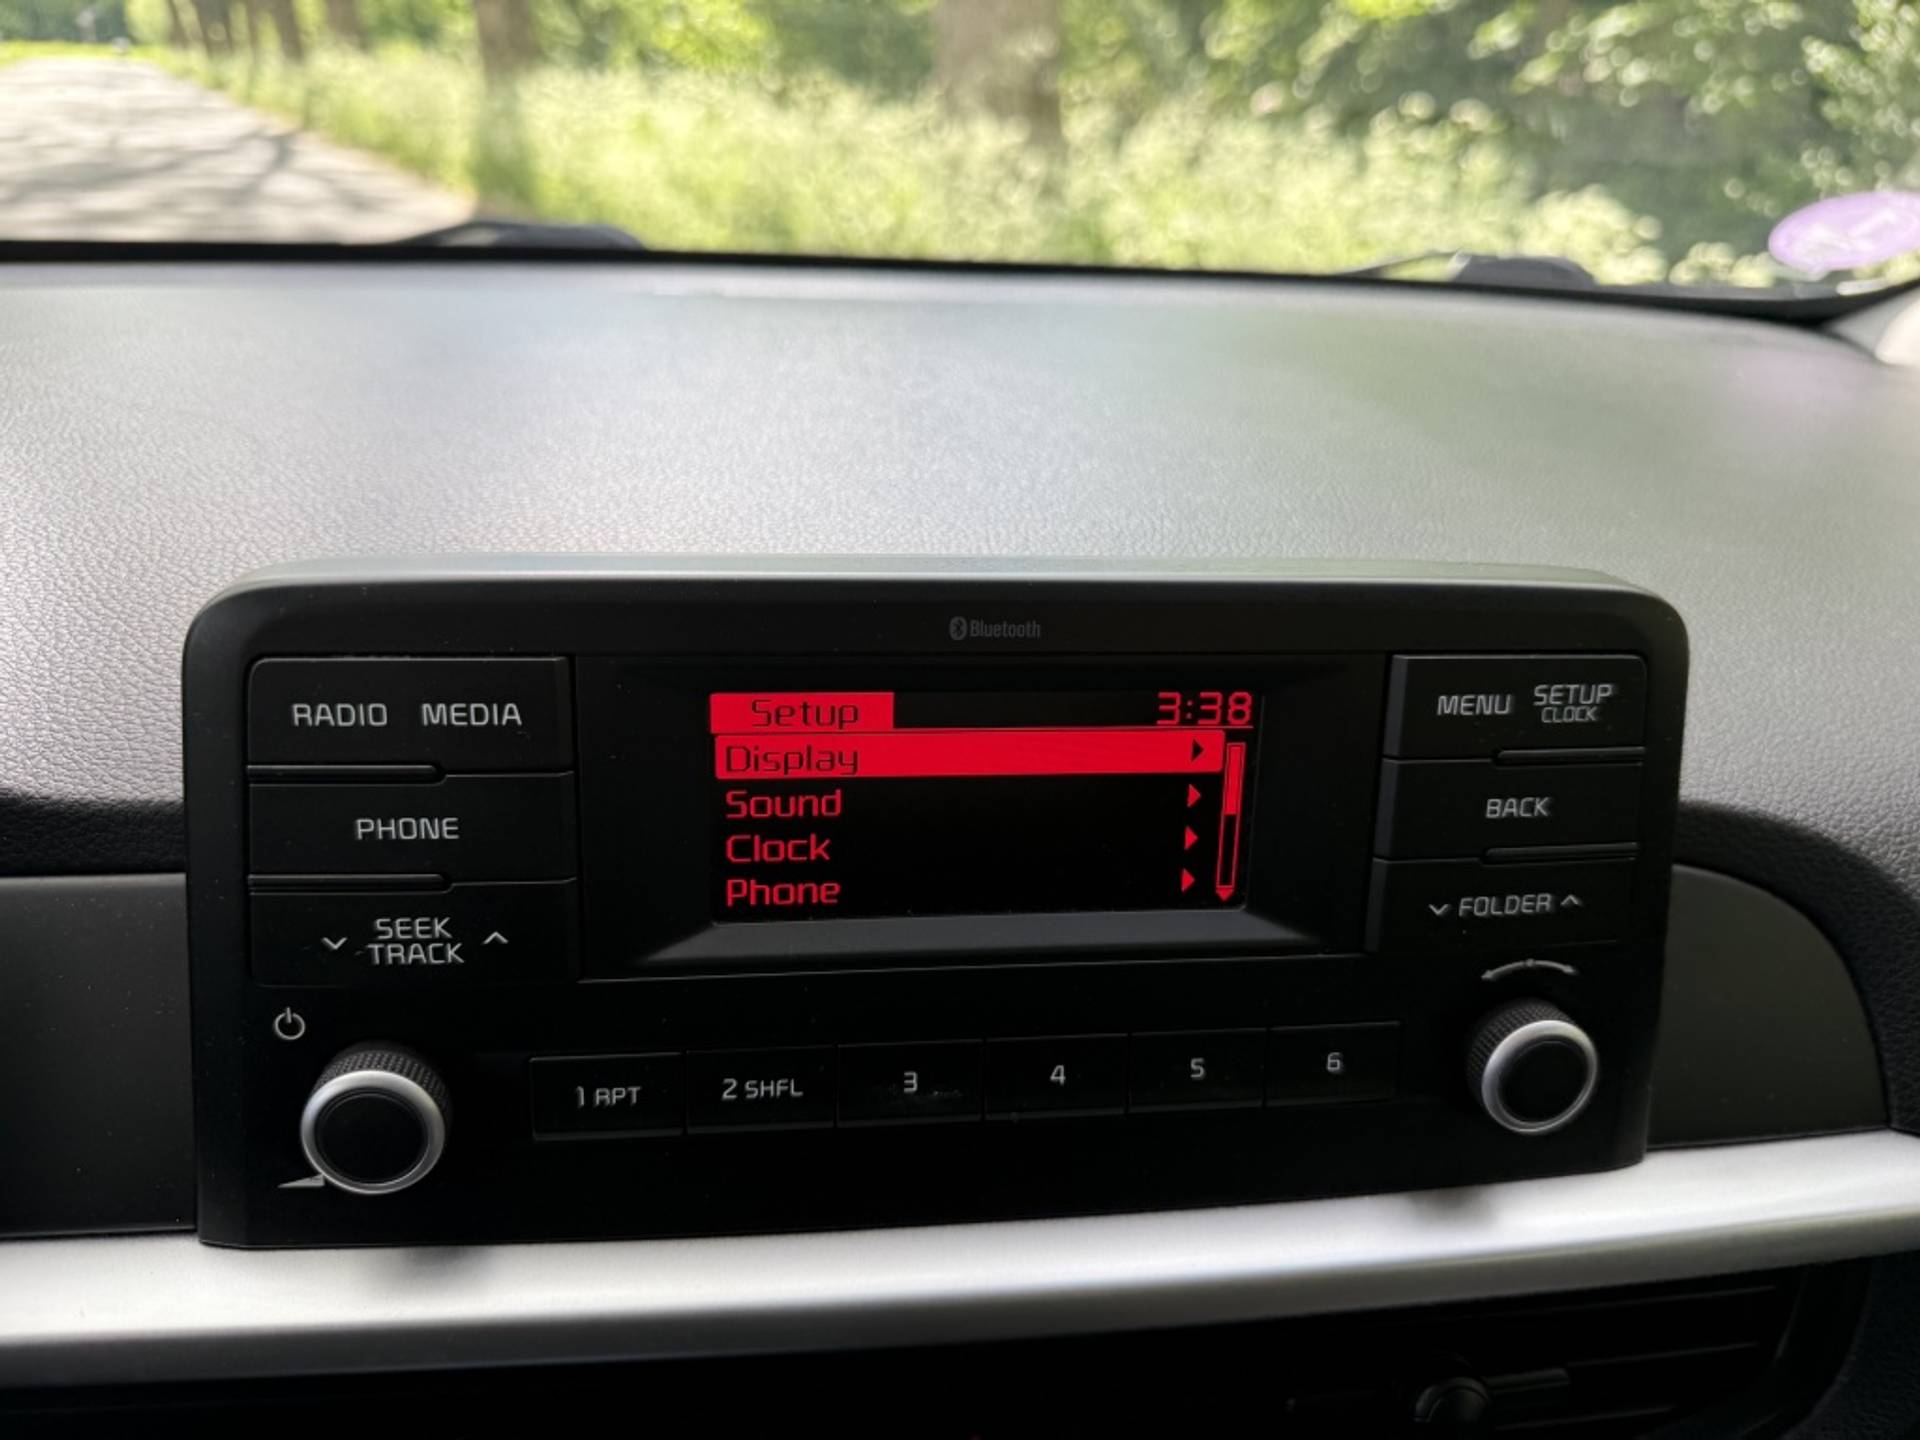 Bluetooth
RADIO MEDIA
Setup 3:38
MENU SETUP
CLOCK
Display
Sound
Clock
Phone
PHONE
BACK
SEEK
TRACK
FOLDER
1 RPT 2 SHFL 3 4 5 6